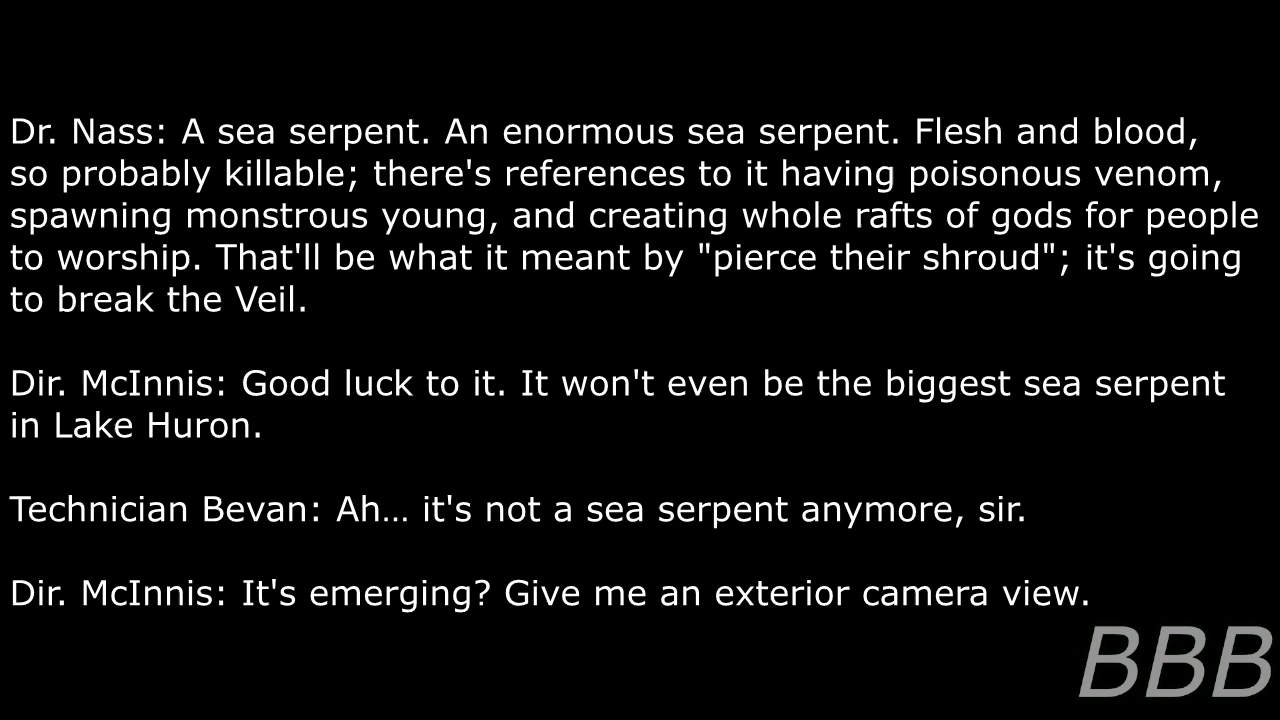 Dr. Nass: A sea serpent. An enormous sea serpent. Flesh and blood,
so probably killable; there's references to it having poisonous venom,
spawning monstrous young, and creating whole rafts of gods for people
to worship. That'll be what it meant by "pierce their shroud"; it's going
to break the Veil.
Dir. McInnis: Good luck to it. It won't even be the biggest sea serpent
in Lake Huron.
Technician Bevan: Ah... it's not a sea serpent anymore, sir.
Dir. McInnis: It's emerging? Give me an exterior camera view.
BBB